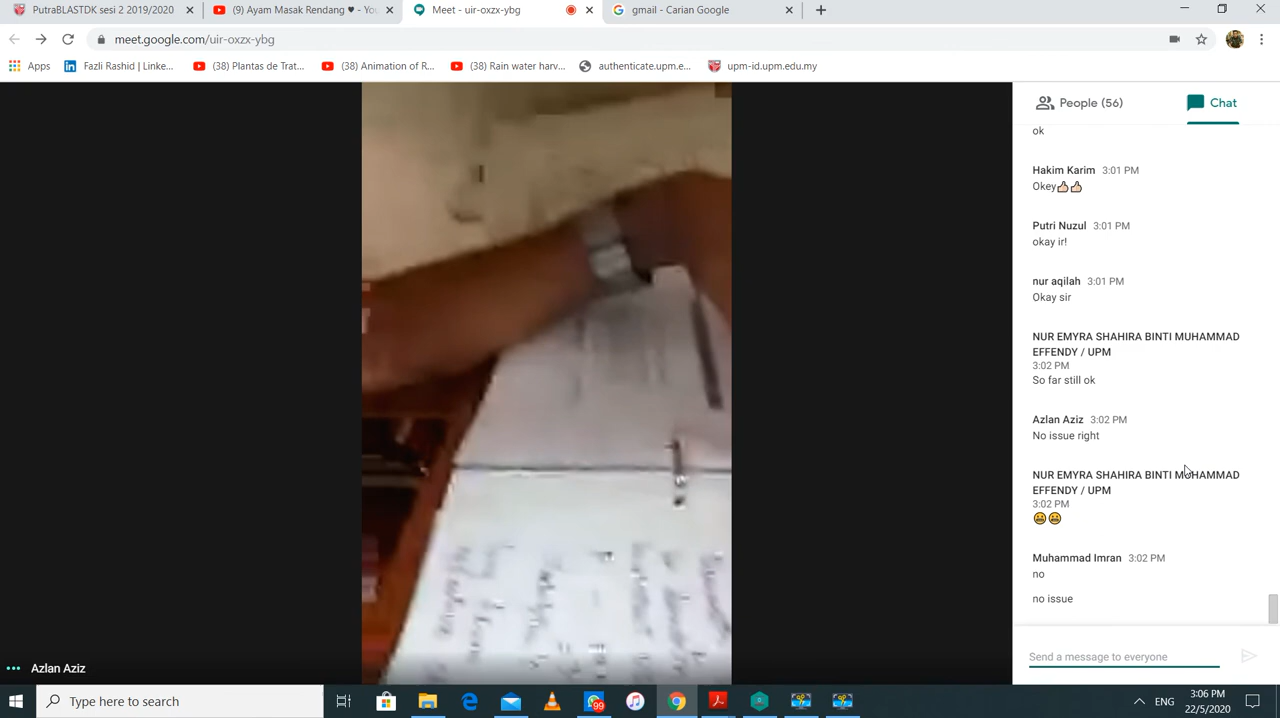 PutraBLASTDK sesi 2 2019/2020
(9) Ayam Masak Rendang ♥ - You
Meet - uir-oxzx-ybg
gmail - Carian Google
meet.google.com/uir-oxzx-ybg
Apps
Fazli Rashid | Linke...
(38) Plantas de Trat...
(38) Animation of R...
(38) Rain water harv...
authenticate.upm.e...
upm-id.upm.edu.my
People (56)
Chat
ok
Hakim Karim 3:01 PM
Okey👍🏻👍🏻
Putri Nuzul 3:01 PM
okay ir!
nur aqilah 3:01 PM
Okay sir
NUR EMYRA SHAHIRA BINTI MUHAMMAD
EFFENDY / UPM
3:02 PM
So far still ok
Azlan Aziz 3:02 PM
No issue right
NUR EMYRA SHAHIRA BINTI MUHAMMAD
EFFENDY / UPM
3:02 PM
Muhammad Imran 3:02 PM
no
no issue
Send a message to everyone
Azlan Aziz
Type here to search
99
ENG
3:06 PM
22/5/2020